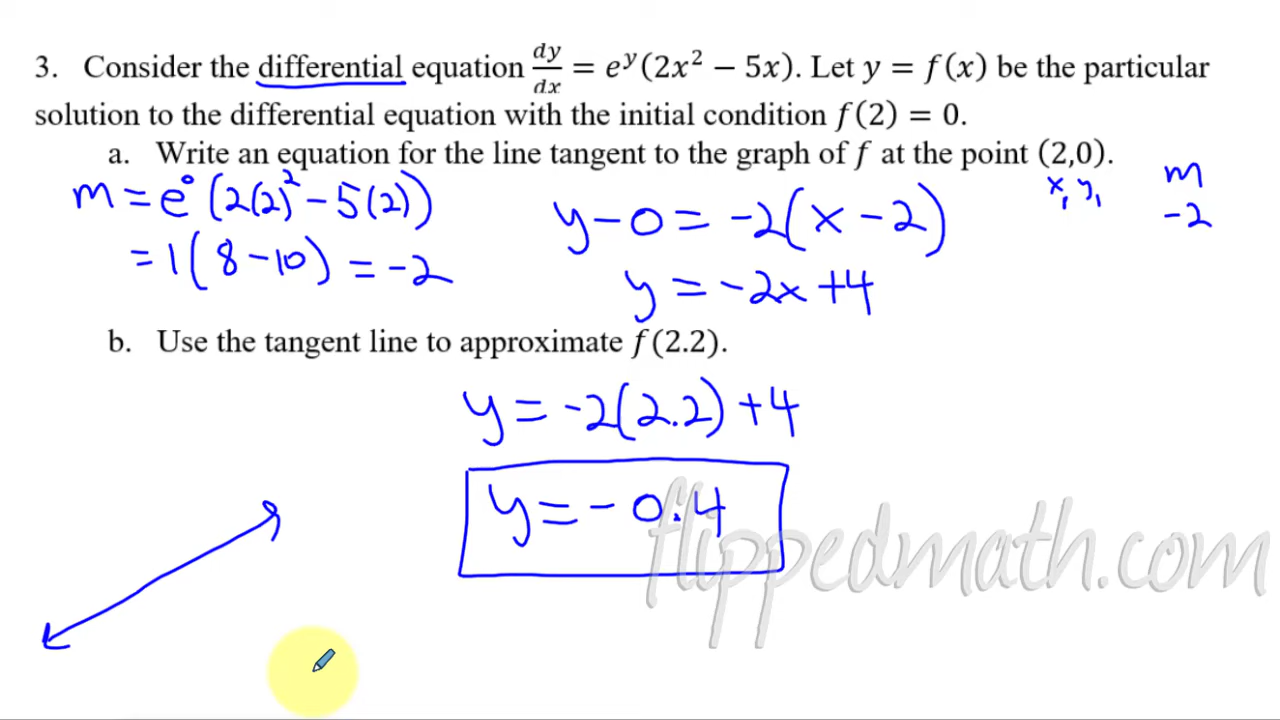 3. Consider the differential equation dy/dx = e^y(2x² − 5x). Let y = f(x) be the particular
solution to the differential equation with the initial condition f(2) = 0.
a. Write an equation for the line tangent to the graph of f at the point (2,0).
x₁ y₁
m
-2
m = e⁰(2(2)² - 5(2))
= 1(8 - 10) = -2
y - 0 = -2(x - 2)
y = -2x + 4
b. Use the tangent line to approximate f(2.2).
y = -2(2.2) + 4
y = - 0.4
flippedmath.com